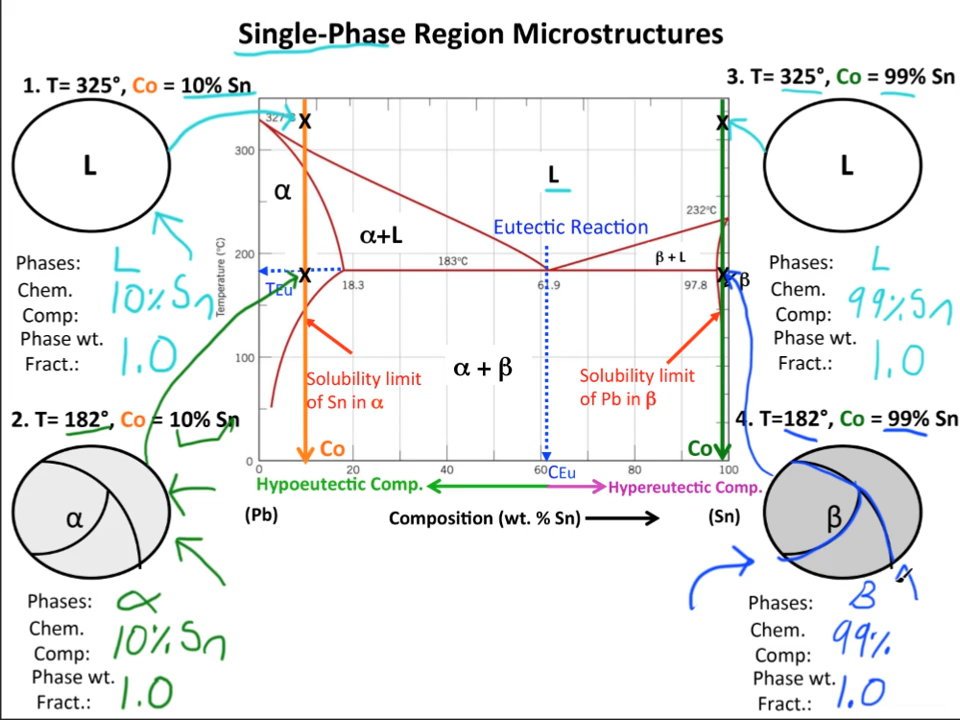 Single-Phase Region Microstructures
1. T= 325°, Co = 10% Sn
L
Phases: L
Chem. Comp: 10% Sn
Phase wt. Fract.: 1.0
2. T= 182°, Co = 10% Sn
α
Phases: α
Chem. Comp: 10% Sn
Phase wt. Fract.: 1.0
Temperature (°C)
300
200
100
0
X
α
α+L
L
Eutectic Reaction
232°C
β + L
183°C
X
TEu
18.3
61.9
97.8
β
X
X
Solubility limit
of Sn in α
α + β
Solubility limit
of Pb in β
Co
Co
0 20 40 60 80 100
CEu
Hypoeutectic Comp.
Hypereutectic Comp.
(Pb)
Composition (wt. % Sn)
(Sn)
3. T= 325°, Co = 99% Sn
L
Phases: L
Chem. Comp: 99% Sn
Phase wt. Fract.: 1.0
4. T=182°, Co = 99% Sn
β
Phases: B
Chem. Comp: 99%
Phase wt. Fract.: 1.0